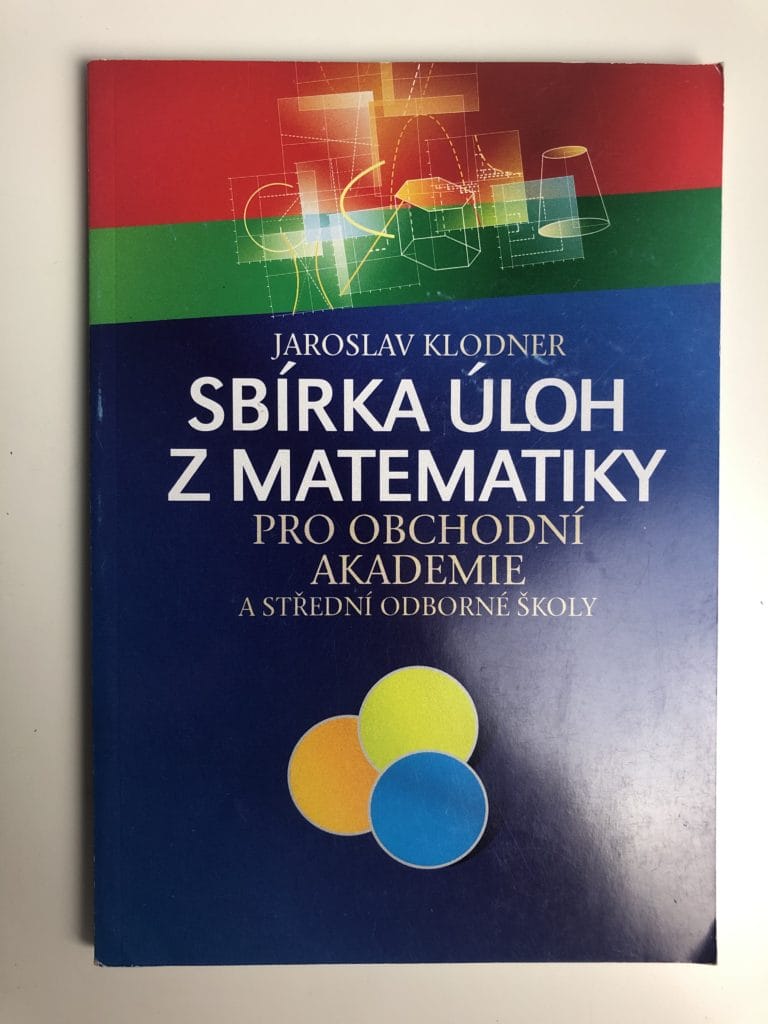 JAROSLAV KLODNER
SBÍRKA ÚLOH
Z MATEMATIKY
PRO OBCHODNÍ
AKADEMIE
A STŘEDNÍ ODBORNÉ ŠKOLY